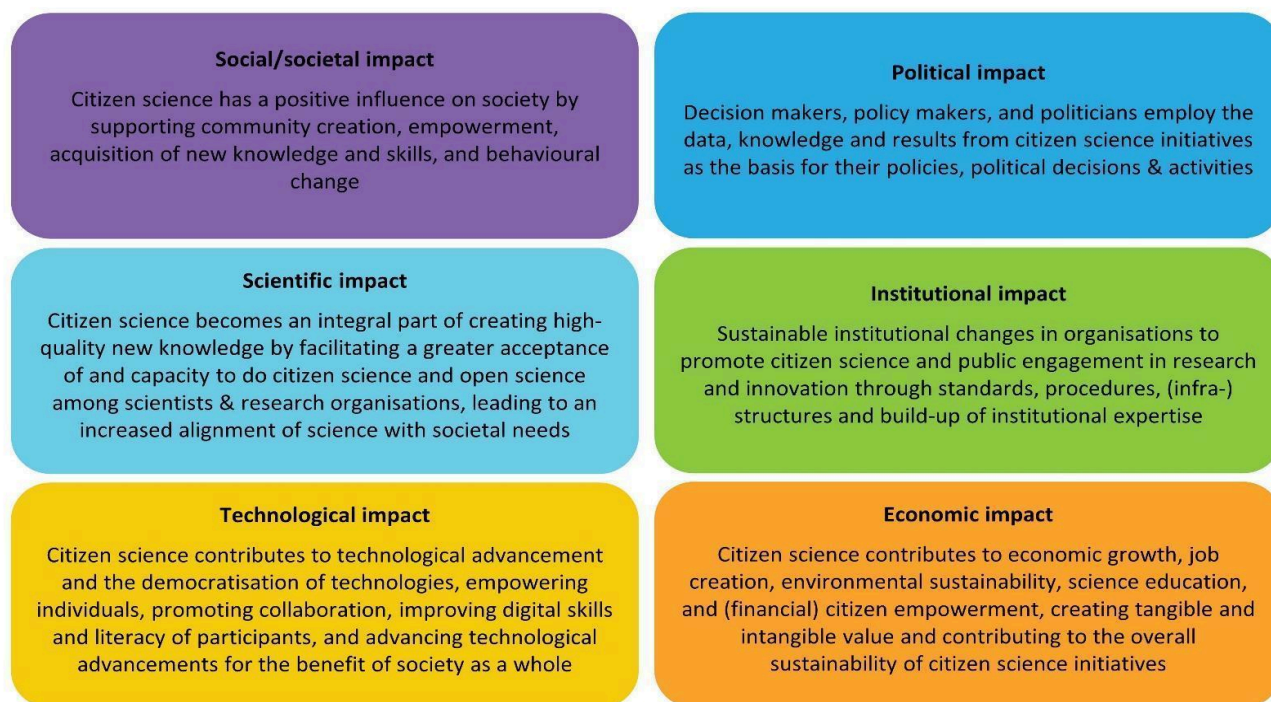 Social/societal impact
Citizen science has a positive influence on society by
supporting community creation, empowerment,
acquisition of new knowledge and skills, and behavioural
change
Political impact
Decision makers, policy makers, and politicians employ the
data, knowledge and results from citizen science initiatives
as the basis for their policies, political decisions & activities
Scientific impact
Citizen science becomes an integral part of creating high-
quality new knowledge by facilitating a greater acceptance
of and capacity to do citizen science and open science
among scientists & research organisations, leading to an
increased alignment of science with societal needs
Institutional impact
Sustainable institutional changes in organisations to
promote citizen science and public engagement in research
and innovation through standards, procedures, (infra-)
structures and build-up of institutional expertise
Technological impact
Citizen science contributes to technological advancement
and the democratisation of technologies, empowering
individuals, promoting collaboration, improving digital skills
and literacy of participants, and advancing technological
advancements for the benefit of society as a whole
Economic impact
Citizen science contributes to economic growth, job
creation, environmental sustainability, science education,
and (financial) citizen empowerment, creating tangible and
intangible value and contributing to the overall
sustainability of citizen science initiatives